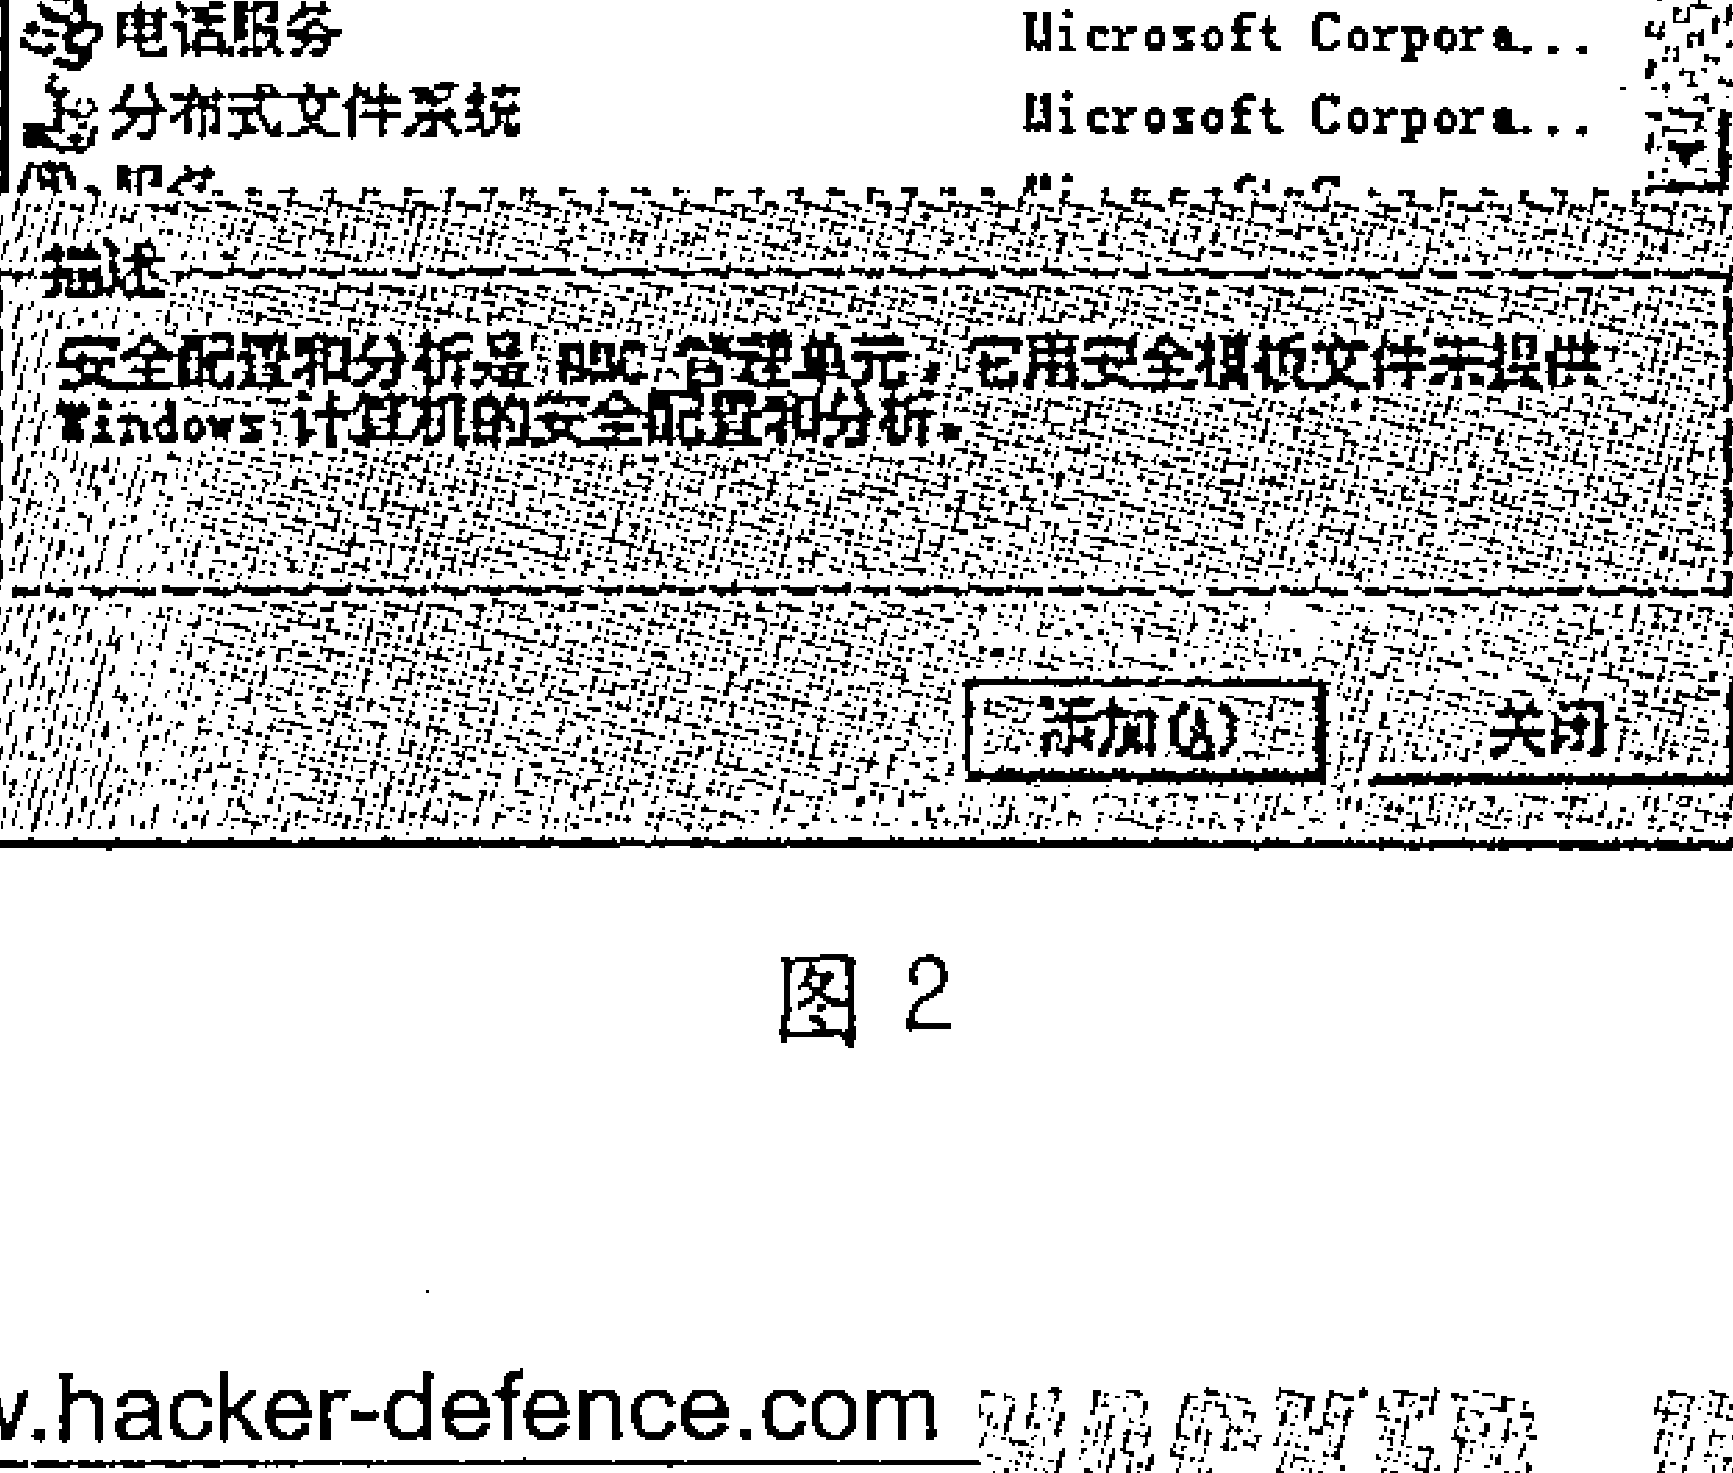 电话服务 Microsoft Corpora...
分布式文件系统 Microsoft Corpora...
描述
安全配置和分析是 MMC 管理单元，它用安全模板文件来提供
Windows 计算机的安全配置和分析。
添加(A) 关闭
图 2
w.hacker-defence.com